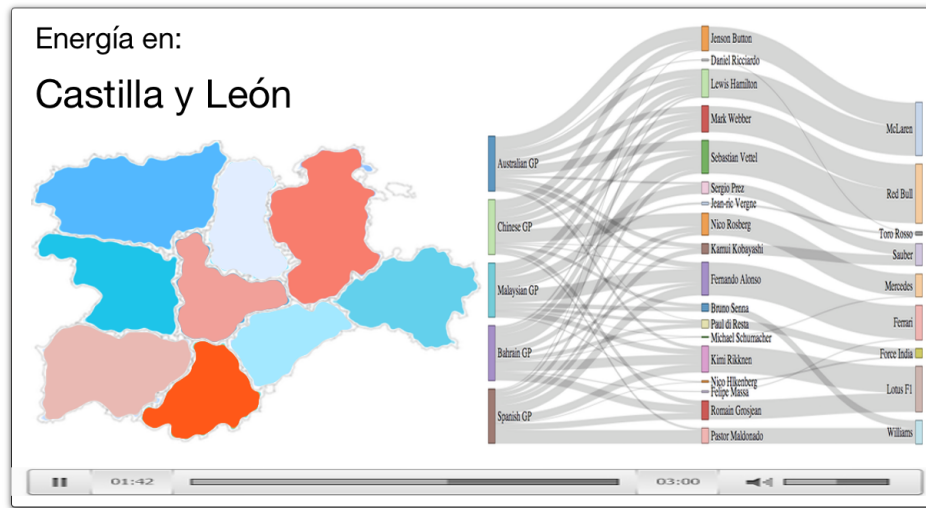 Energía en:
Castilla y León
Australian GP
Chinese GP
Malaysian GP
Bahrain GP
Spanish GP
Jenson Button
Daniel Ricciardo
Lewis Hamilton
Mark Webber
Sebastian Vettel
Sergio Prez
Jean-ric Vergne
Nico Rosberg
Kamui Kobayashi
Fernando Alonso
Bruno Senna
Paul di Resta
Michael Schumacher
Kimi Rikknen
Nico Hlkenberg
Felipe Massa
Romain Grosjean
Pastor Maldonado
McLaren
Red Bull
Toro Rosso
Sauber
Mercedes
Ferrari
Force India
Lotus F1
Williams
01:42
03:00